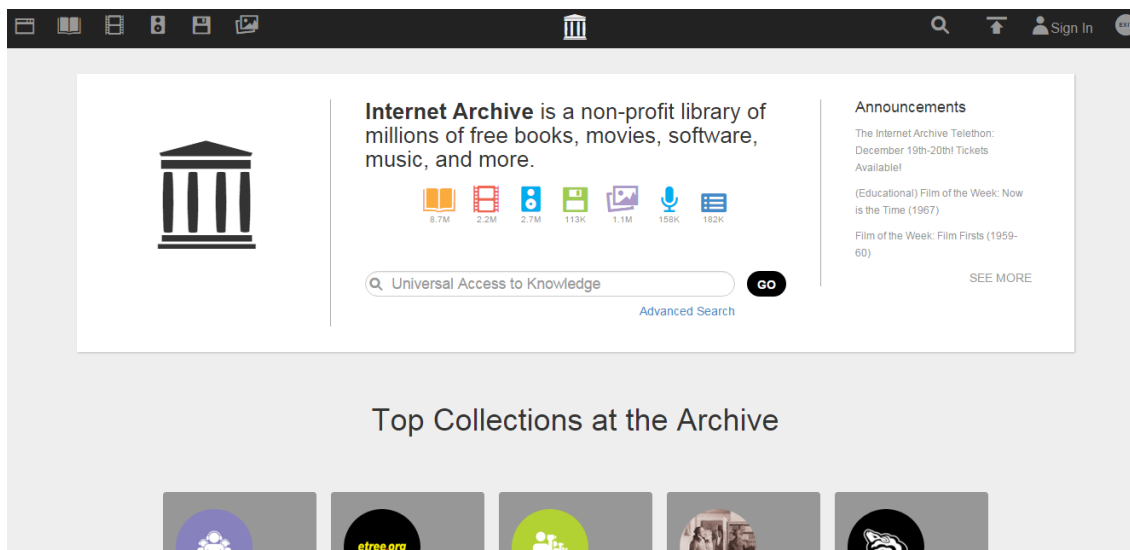 Sign In
EXIT
Internet Archive is a non-profit library of
millions of free books, movies, software,
music, and more.
8.7M 2.2M 2.7M 113K 1.1M 158K 182K
Universal Access to Knowledge
GO
Advanced Search
Announcements
The Internet Archive Telethon:
December 19th-20th! Tickets
Available!
(Educational) Film of the Week: Now
is the Time (1967)
Film of the Week: Film Firsts (1959-
60)
SEE MORE
Top Collections at the Archive
etree.org